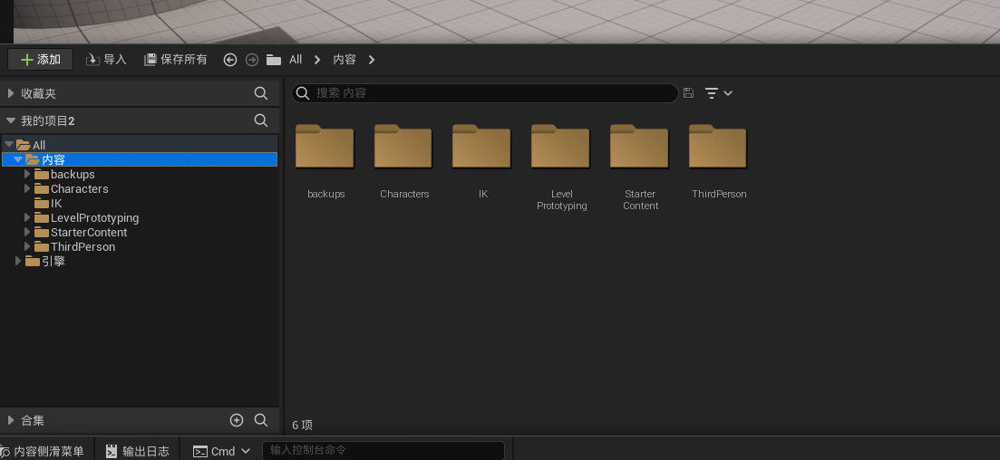 添加 导入 保存所有 All 内容
收藏夹
搜索 内容
我的项目2
All
内容
backups
Characters
IK
LevelPrototyping
StarterContent
ThirdPerson
引擎
backups Characters IK Level Prototyping Starter Content ThirdPerson
合集
6 项
内容侧滑菜单 输出日志 Cmd 输入控制台命令